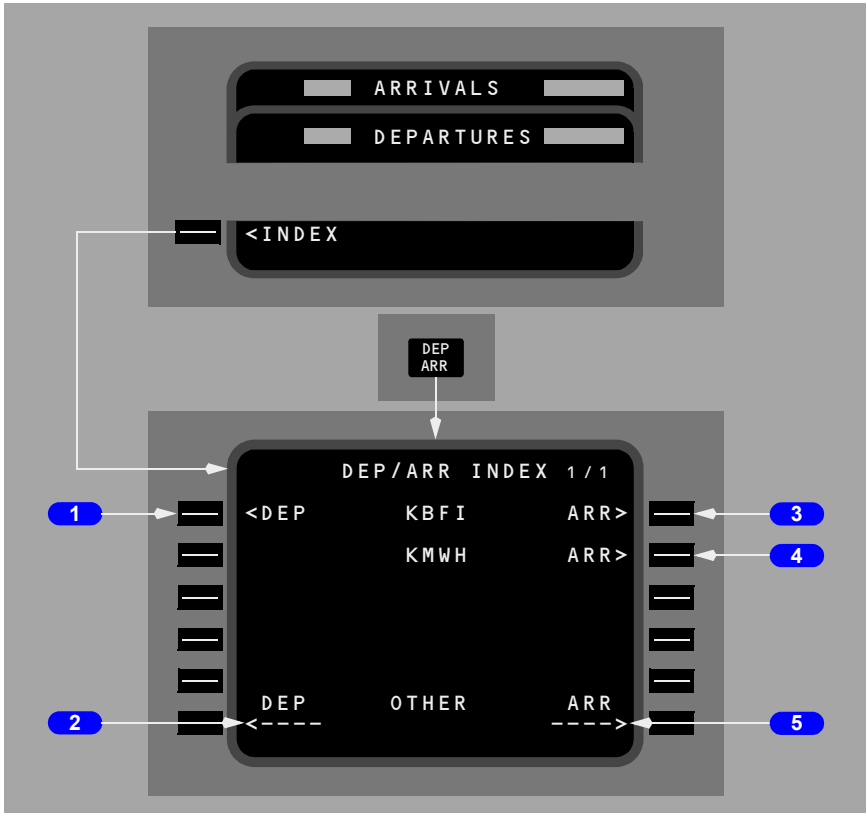 ARRIVALS
DEPARTURES
<INDEX
DEP
ARR
DEP/ARR INDEX 1/1
1 <DEP KBFI ARR> 3
KMWH ARR> 4
DEP OTHER ARR
2 <---- ----> 5